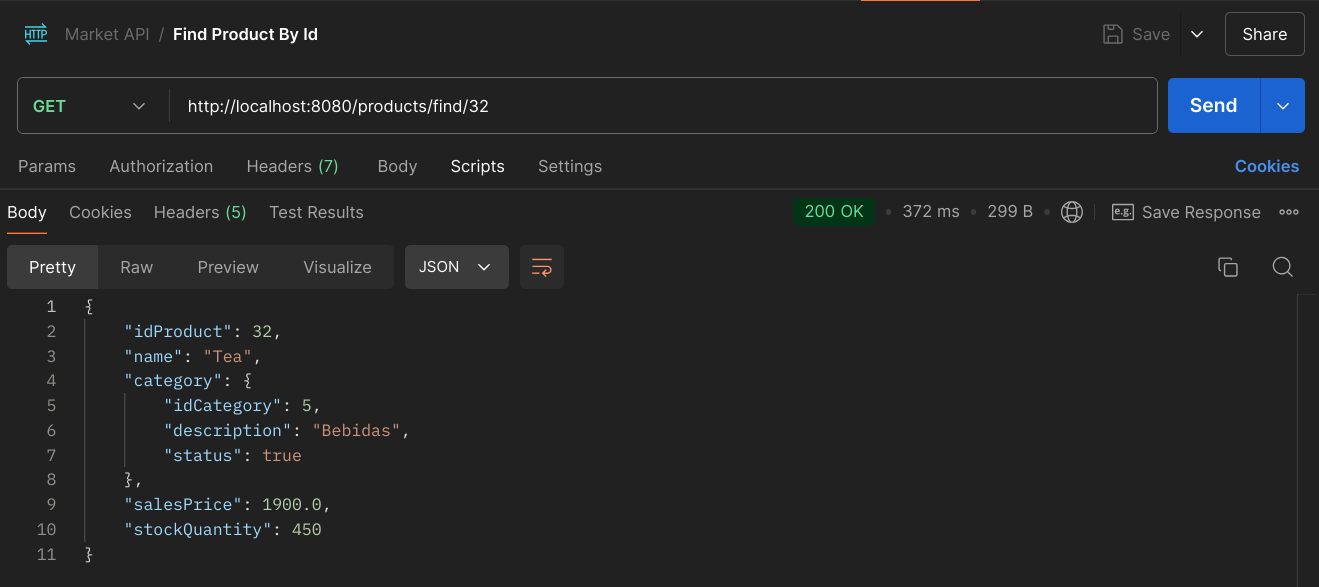 HTTP Market API / Find Product By Id Save Share
GET http://localhost:8080/products/find/32 Send
Params Authorization Headers (7) Body Scripts Settings Cookies
Body Cookies Headers (5) Test Results 200 OK • 372 ms • 299 B • e.g. Save Response
Pretty Raw Preview Visualize JSON
1 {
2 "idProduct": 32,
3 "name": "Tea",
4 "category": {
5 "idCategory": 5,
6 "description": "Bebidas",
7 "status": true
8 },
9 "salesPrice": 1900.0,
10 "stockQuantity": 450
11 }